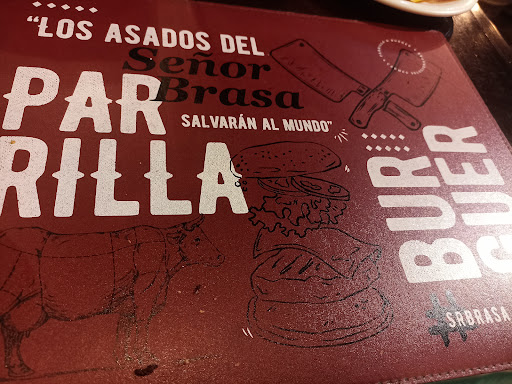 “LOS ASADOS DEL
Señor
Brasa
SALVARÁN AL MUNDO”
PAR
RILLA
BUR
GUER
#SRBRASA